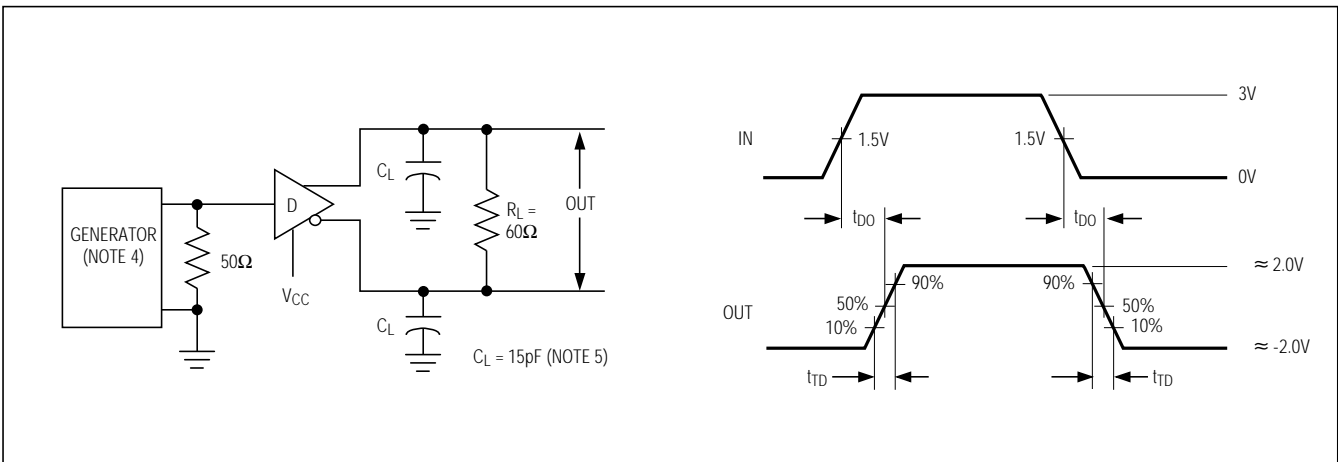 GENERATOR
(NOTE 4)
50Ω
D
VCC
CL
CL
RL =
60Ω
OUT
CL = 15pF (NOTE 5)
IN
3V
1.5V
1.5V
0V
tDO
tDO
OUT
≈ 2.0V
90%
90%
50%
50%
10%
10%
≈ -2.0V
tTD
tTD